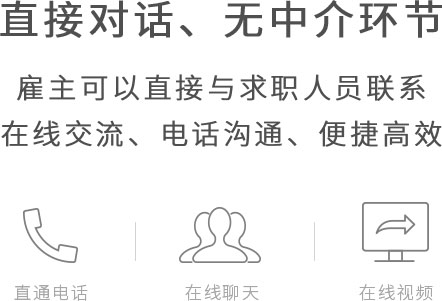 直接对话、无中介环节
雇主可以直接与求职人员联系
在线交流、电话沟通、便捷高效
直通电话
在线聊天
在线视频